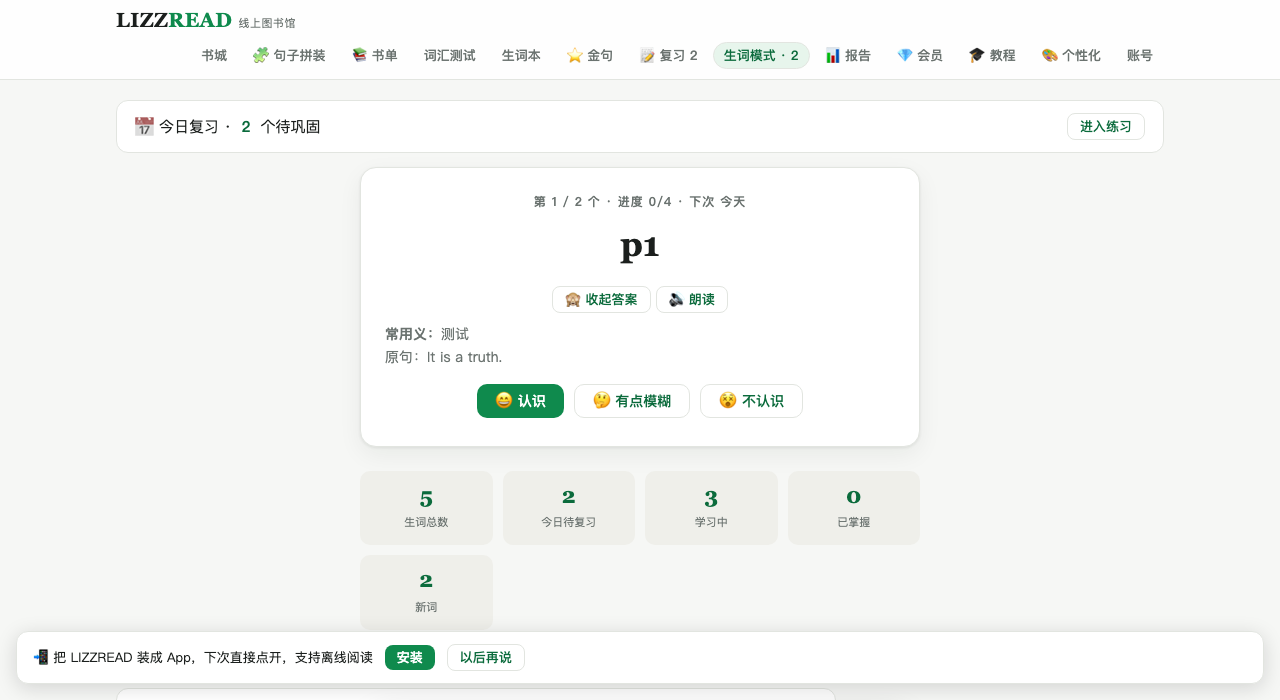 LIZZREAD 线上图书馆
书城 🧩 句子拼装 📚 书单 词汇测试 生词本 ⭐ 金句 📝 复习 2 生词模式 · 2 📊 报告 💎 会员 🎓 教程 🎨 个性化 账号
📅 今日复习 · 2 个待巩固 进入练习
第 1 / 2 个 · 进度 0/4 · 下次 今天
p1
🙈 收起答案 🔊 朗读
常用义：测试
原句：It is a truth.
😄 认识 🤔 有点模糊 😵 不认识
5 2 3 0
生词总数 今日待复习 学习中 已掌握
2
新词
📲 把 LIZZREAD 装成 App，下次直接点开，支持离线阅读 安装 以后再说